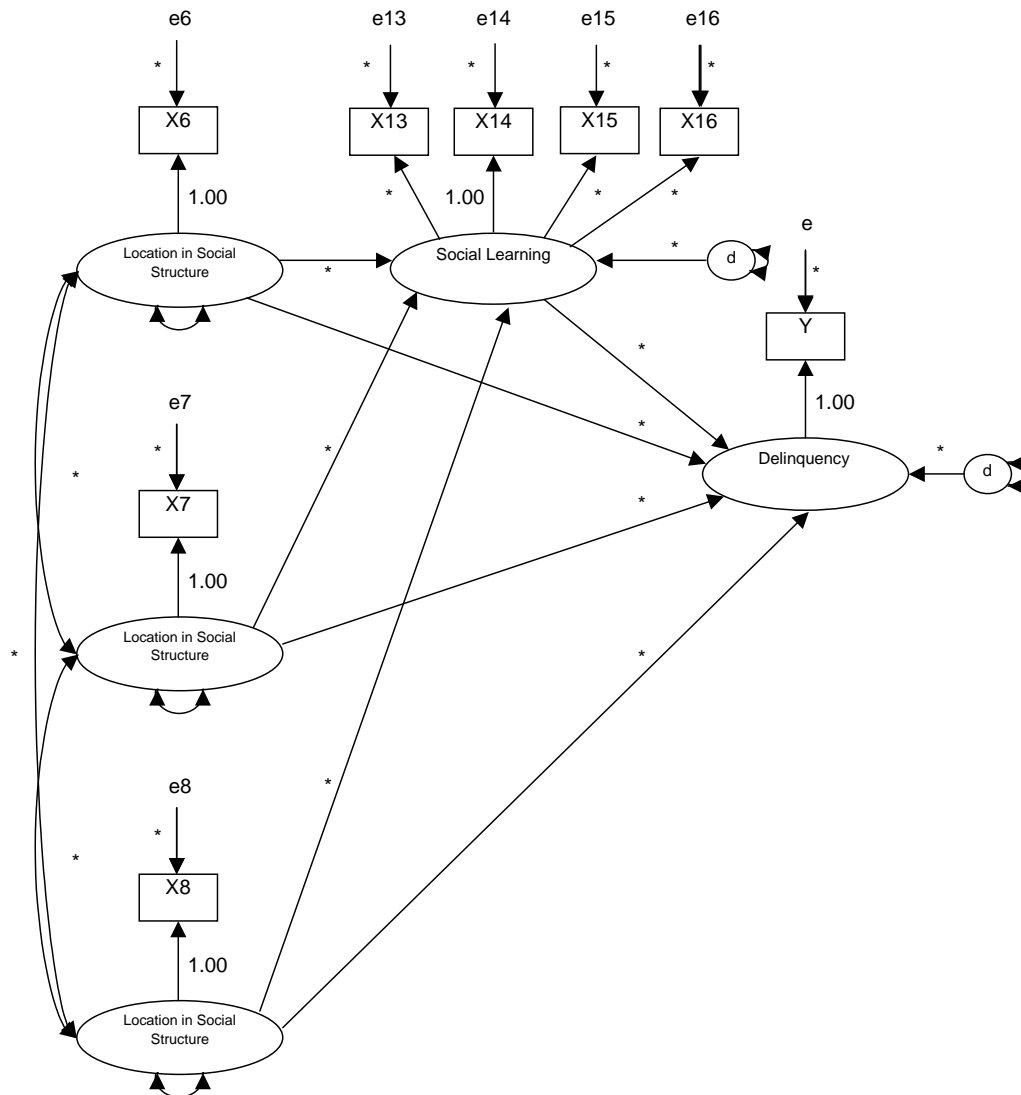 e6
e13
e14
e15
e16
*
*
*
*
*
X6
X13
X14
X15
X16
1.00
*
1.00
*
*
e
Location in Social
Structure
*
Social Learning
*
d
*
Y
*
1.00
e7
*
*
*
*
Delinquency
*
d
X7
*
1.00
Location in Social
Structure
*
*
e8
*
*
*
X8
1.00
Location in Social
Structure